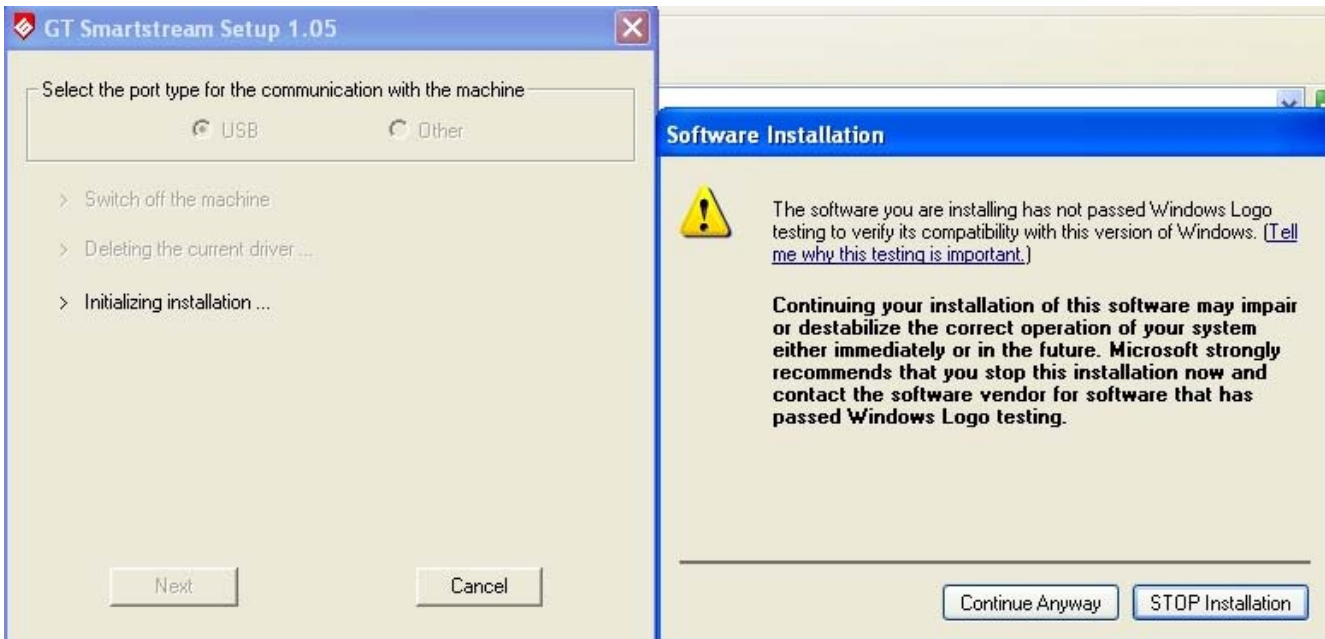 GT Smartstream Setup 1.05
Select the port type for the communication with the machine
USB Other
> Switch off the machine
> Deleting the current driver ...
> Initializing installation ...
Next Cancel
Software Installation
The software you are installing has not passed Windows Logo
testing to verify its compatibility with this version of Windows. (Tell
me why this testing is important.)
Continuing your installation of this software may impair
or destabilize the correct operation of your system
either immediately or in the future. Microsoft strongly
recommends that you stop this installation now and
contact the software vendor for software that has
passed Windows Logo testing.
Continue Anyway STOP Installation